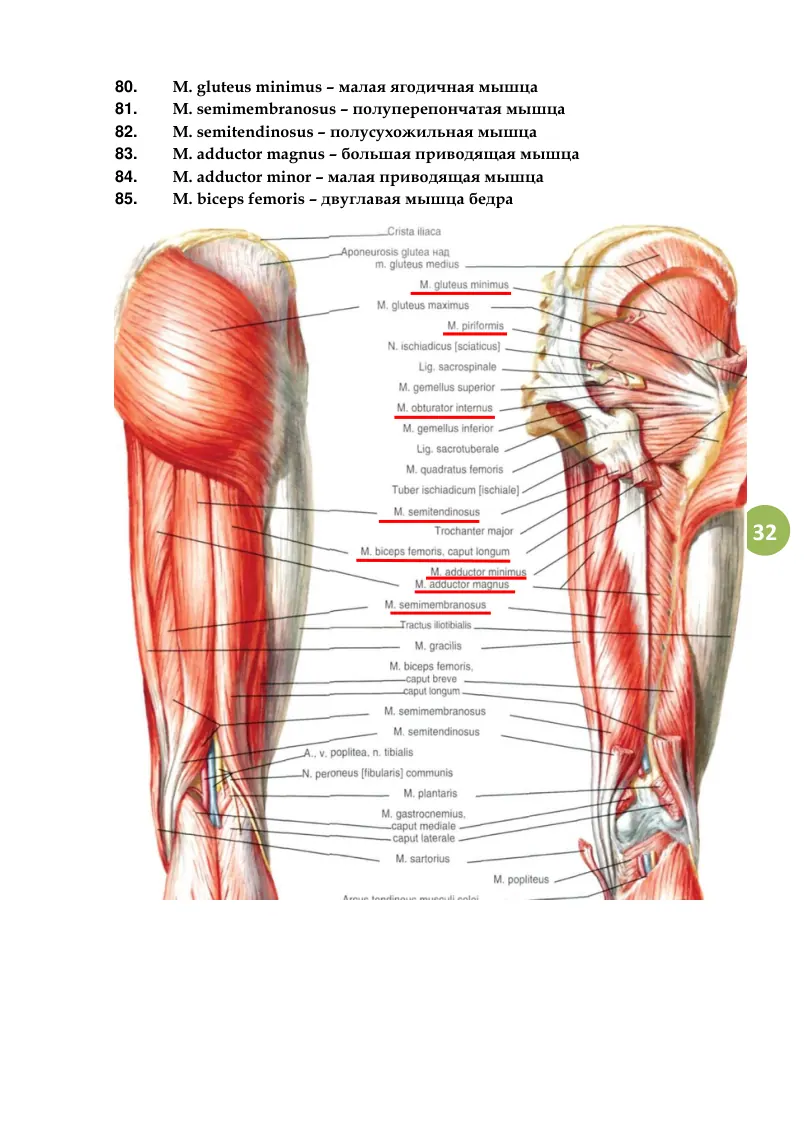 80. M. gluteus minimus – малая ягодичная мышца
81. M. semimembranosus – полуперепончатая мышца
82. M. semitendinosus – полусухожильная мышца
83. M. adductor magnus – большая приводящая мышца
84. M. adductor minor – малая приводящая мышца
85. M. biceps femoris – двуглавая мышца бедра
Crista iliaca
Aponeurosis glutea над
m. gluteus medius
M. gluteus minimus
M. gluteus maximus
M. piriformis
N. ischiadicus [sciaticus]
Lig. sacrospinale
M. gemellus superior
M. obturator internus
M. gemellus inferior
Lig. sacrotuberale
M. quadratus femoris
Tuber ischiadicum [ischiale]
M. semitendinosus
Trochanter major
32
M. biceps femoris, caput longum
M. adductor minimus
M. adductor magnus
M. semimembranosus
Tractus iliotibialis
M. gracilis
M. biceps femoris,
caput breve
caput longum
M. semimembranosus
M. semitendinosus
A., v. poplitea, n. tibialis
N. peroneus [fibularis] communis
M. plantaris
M. gastrocnemius,
caput mediale
caput laterale
M. sartorius
M. popliteus
Arcus tendineus musculi solei